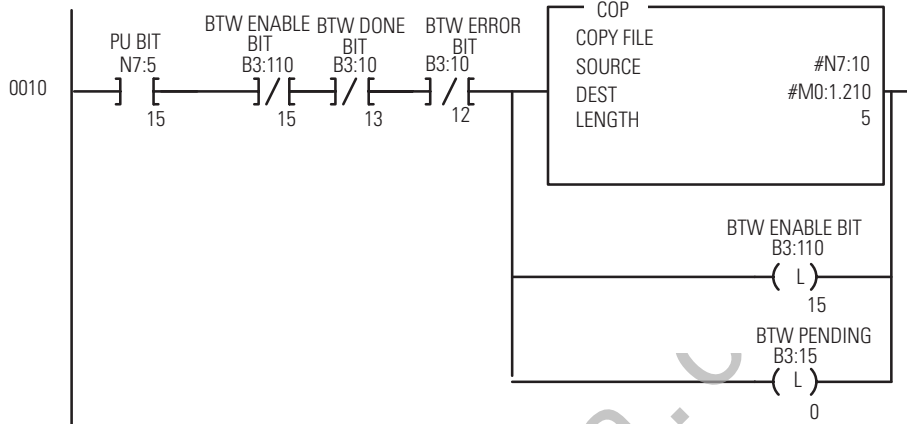 COP
COPY FILE
SOURCE #N7:10
DEST #M0:1.210
LENGTH 5
0010
PU BIT
N7:5
15
BTW ENABLE
BIT
B3:110
15
BTW DONE
BIT
B3:10
13
BTW ERROR
BIT
B3:10
12
BTW ENABLE BIT
B3:110
L
15
BTW PENDING
B3:15
L
0